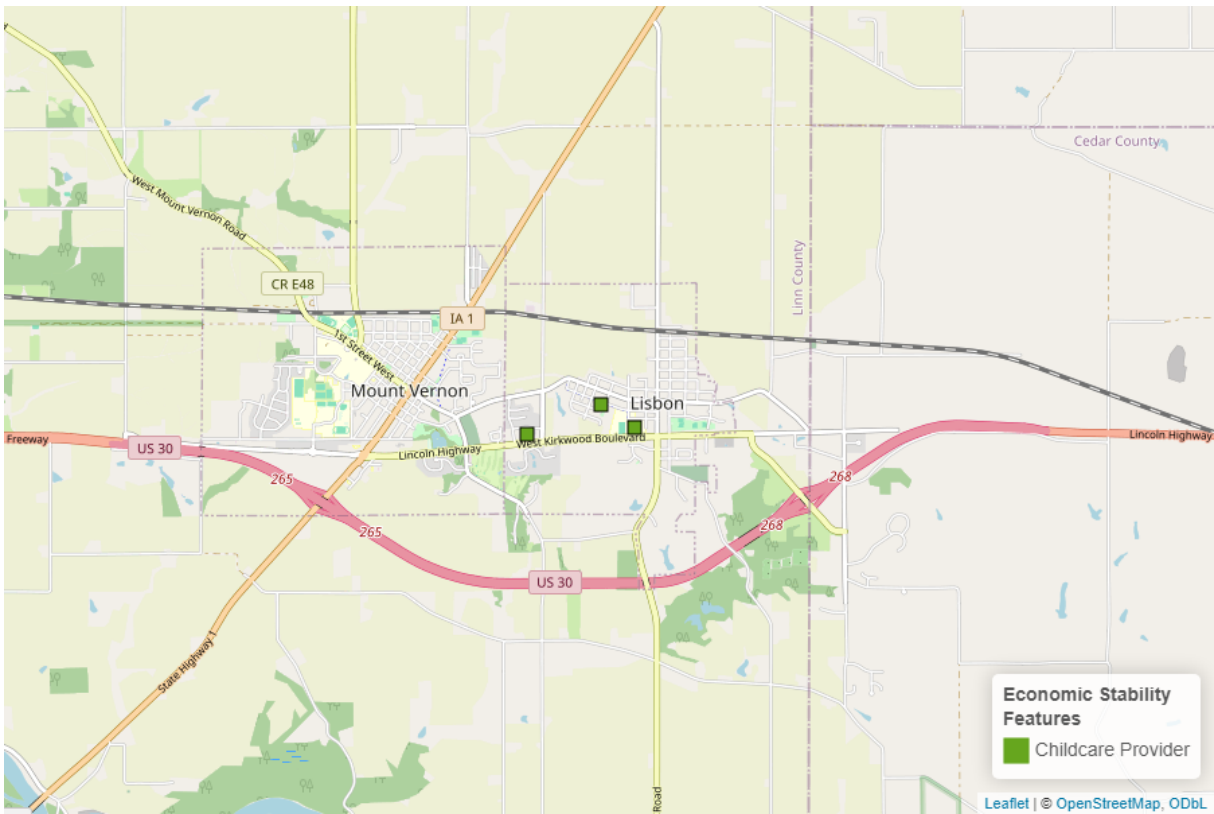 Cedar County
West Mount Vernon Road
Linn County
CR E48
IA 1
1st Street West
Mount Vernon
Lisbon
Freeway
US 30
Lincoln Highway
West Kirkwood Boulevard
Lincoln Highway
265
268
265
268
US 30
State Highway 1
Road
Economic Stability
Features
Childcare Provider
Leaflet | © OpenStreetMap, ODbL